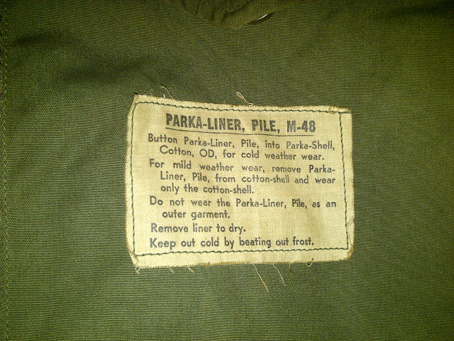 PARKA-LINER, PILE, M-48
Button Parka-Liner, Pile, into Parka-Shell,
Cotton, OD, for cold weather wear.
For mild weather wear, remove Parka-
Liner, Pile, from cotton-shell and wear
only the cotton-shell.
Do not wear the Parka-Liner, Pile, as an
outer garment.
Remove liner to dry.
Keep out cold by beating out frost.